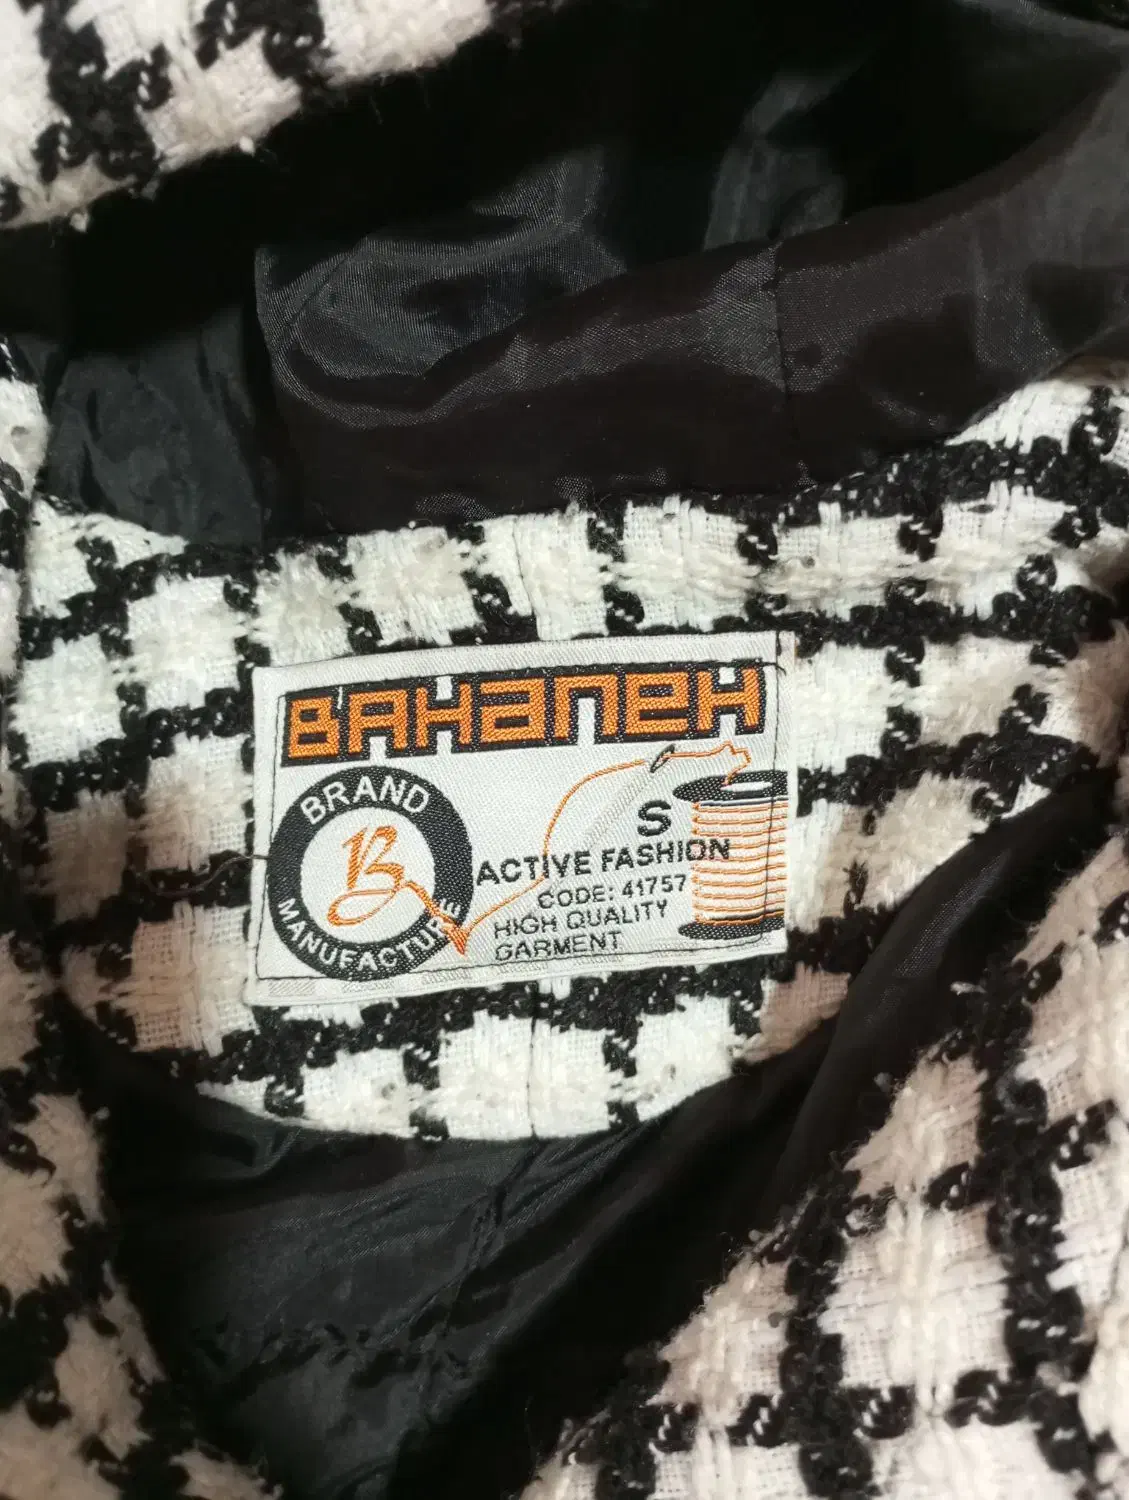 BAHANEH
BRAND
B
MANUFACTURE
S
ACTIVE FASHION
CODE: 41757
HIGH QUALITY
GARMENT